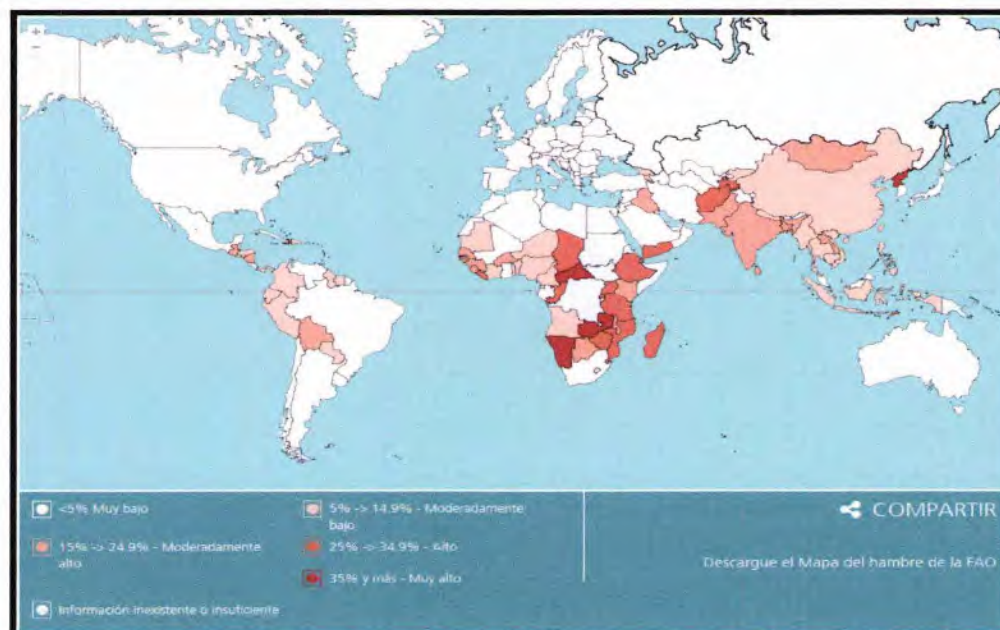 +
−
<5% Muy bajo
5% -> 14.9% - Moderadamente
bajo
15% -> 24.9% - Moderadamente
alto
25% -> 34.9% - Alto
35% y más - Muy alto
Información inexistente o insuficiente
COMPARTIR
Descargue el Mapa del hambre de la FAO